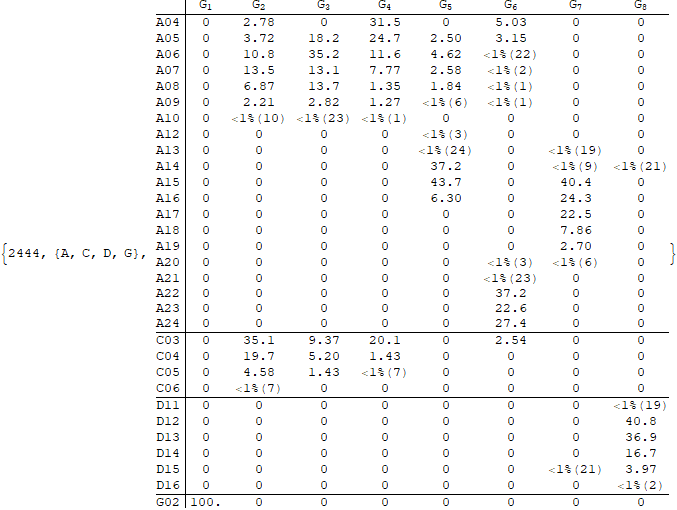 G1 G2 G3 G4 G5 G6 G7 G8
A04 0 2.78 0 31.5 0 5.03 0 0
A05 0 3.72 18.2 24.7 2.50 3.15 0 0
A06 0 10.8 35.2 11.6 4.62 <1%(22) 0 0
A07 0 13.5 13.1 7.77 2.58 <1%(2) 0 0
A08 0 6.87 13.7 1.35 1.84 <1%(1) 0 0
A09 0 2.21 2.82 1.27 <1%(6) <1%(1) 0 0
A10 0 <1%(10) <1%(23) <1%(1) 0 0 0 0
A12 0 0 0 0 <1%(3) 0 0 0
A13 0 0 0 0 <1%(24) 0 <1%(19) 0
A14 0 0 0 0 37.2 0 <1%(9) <1%(21)
A15 0 0 0 0 43.7 0 40.4 0
A16 0 0 0 0 6.30 0 24.3 0
A17 0 0 0 0 0 0 22.5 0
A18 0 0 0 0 0 0 7.86 0
A19 0 0 0 0 0 0 2.70 0
{2444, {A, C, D, G}, A20 0 0 0 0 0 <1%(3) <1%(6) 0 }
A21 0 0 0 0 0 <1%(23) 0 0
A22 0 0 0 0 0 37.2 0 0
A23 0 0 0 0 0 22.6 0 0
A24 0 0 0 0 0 27.4 0 0
C03 0 35.1 9.37 20.1 0 2.54 0 0
C04 0 19.7 5.20 1.43 0 0 0 0
C05 0 4.58 1.43 <1%(7) 0 0 0 0
C06 0 <1%(7) 0 0 0 0 0 0
D11 0 0 0 0 0 0 0 <1%(19)
D12 0 0 0 0 0 0 0 40.8
D13 0 0 0 0 0 0 0 36.9
D14 0 0 0 0 0 0 0 16.7
D15 0 0 0 0 0 0 <1%(21) 3.97
D16 0 0 0 0 0 0 0 <1%(2)
G02 100. 0 0 0 0 0 0 0